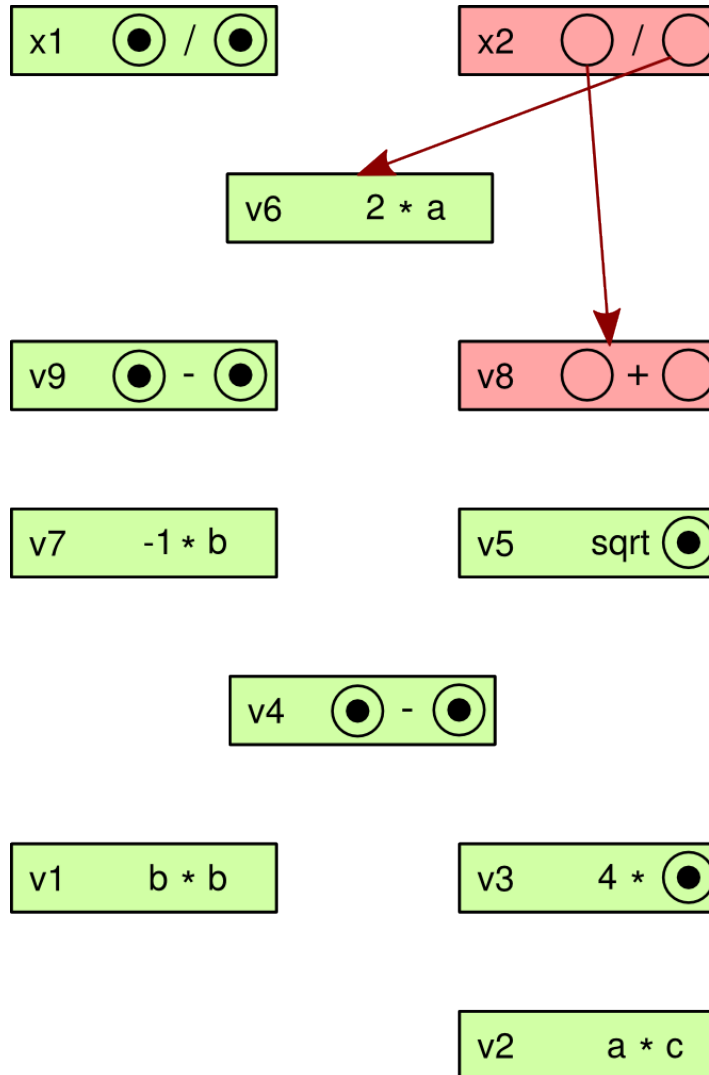 x1 / 
x2 / 
v6 2 * a
v9 - 
v8 + 
v7 -1 * b
v5 sqrt
v4 - 
v1 b * b
v3 4 *
v2 a * c